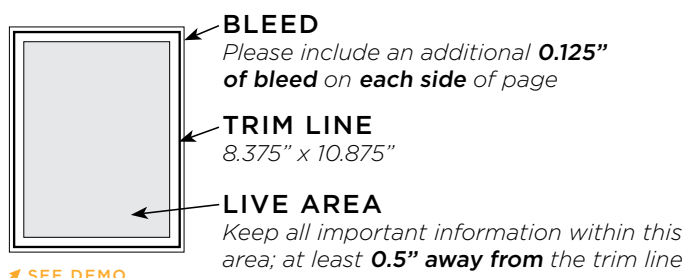 BLEED
Please include an additional 0.125”
of bleed on each side of page
TRIM LINE
8.375” x 10.875”
LIVE AREA
Keep all important information within this
area; at least 0.5” away from the trim line
SEE DEMO